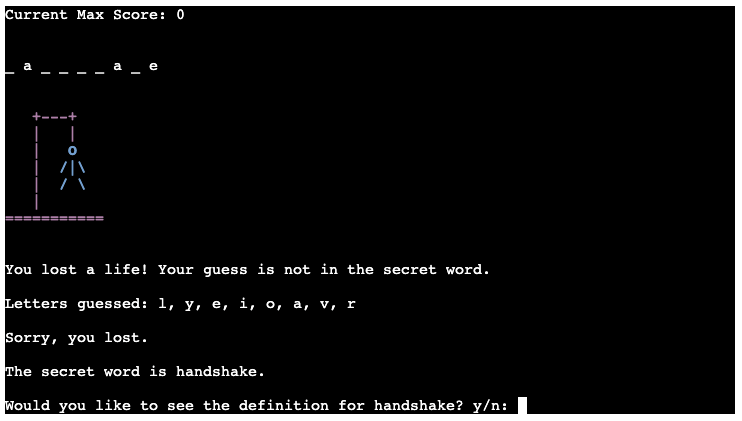 Current Max Score: 0
_ a _ _ _ _ a _ e
+---+
|   |
|   o
|  /|\
|  / \
|
===========
You lost a life! Your guess is not in the secret word.
Letters guessed: l, y, e, i, o, a, v, r
Sorry, you lost.
The secret word is handshake.
Would you like to see the definition for handshake? y/n: